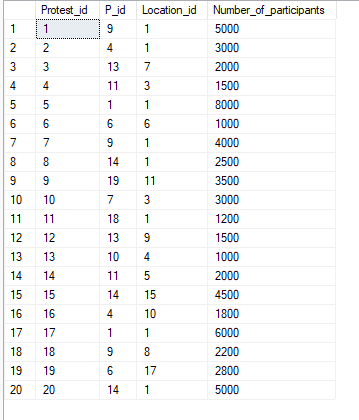 Protest_id P_id Location_id Number_of_participants
1 1 9 1 5000
2 2 4 1 3000
3 3 13 7 2000
4 4 11 3 1500
5 5 1 1 8000
6 6 6 6 1000
7 7 9 1 4000
8 8 14 1 2500
9 9 19 11 3500
10 10 7 3 3000
11 11 18 1 1200
12 12 13 9 1500
13 13 10 4 1000
14 14 11 5 2000
15 15 14 15 4500
16 16 4 10 1800
17 17 1 1 6000
18 18 9 8 2200
19 19 6 17 2800
20 20 14 1 5000